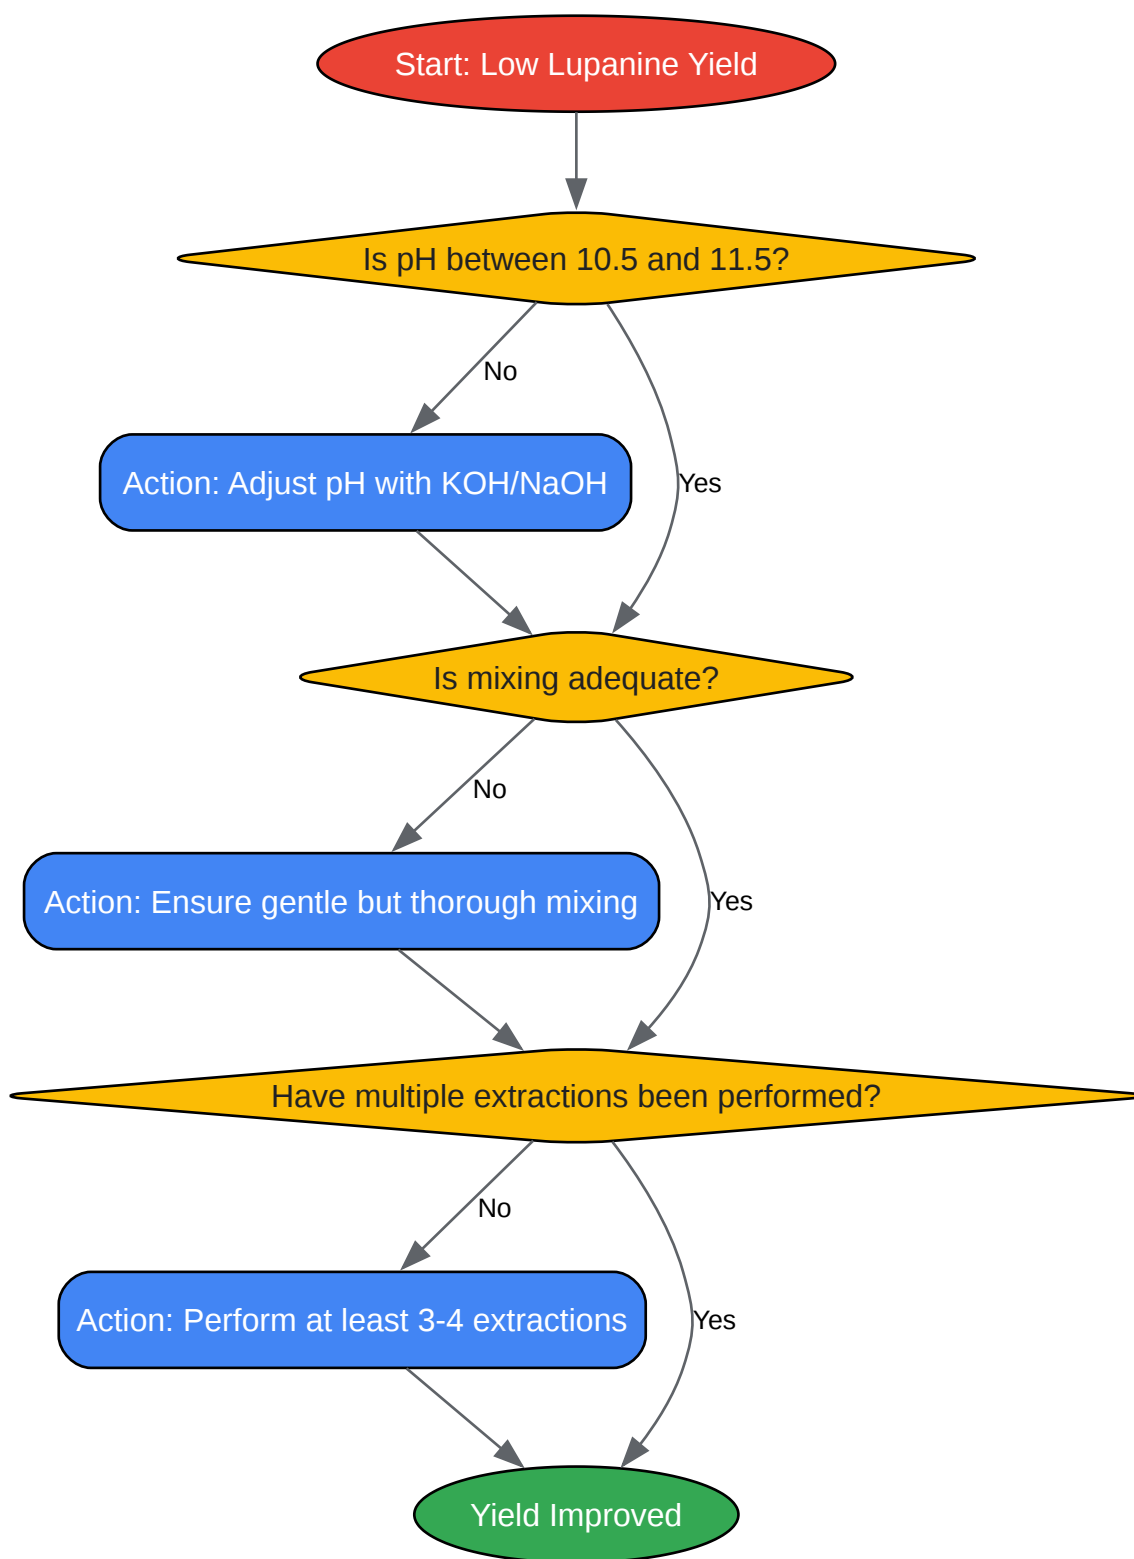 Start: Low Lupanine Yield
Is pH between 10.5 and 11.5?
No
Action: Adjust pH with KOH/NaOH
Yes
Is mixing adequate?
No
Action: Ensure gentle but thorough mixing
Yes
Have multiple extractions been performed?
No
Action: Perform at least 3-4 extractions
Yes
Yield Improved